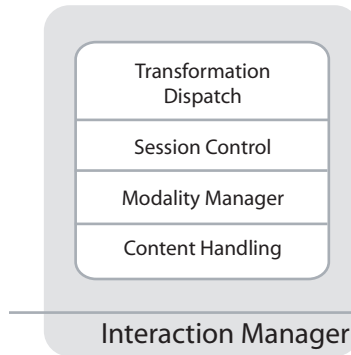 Transformation
Dispatch
Session Control
Modality Manager
Content Handling
Interaction Manager